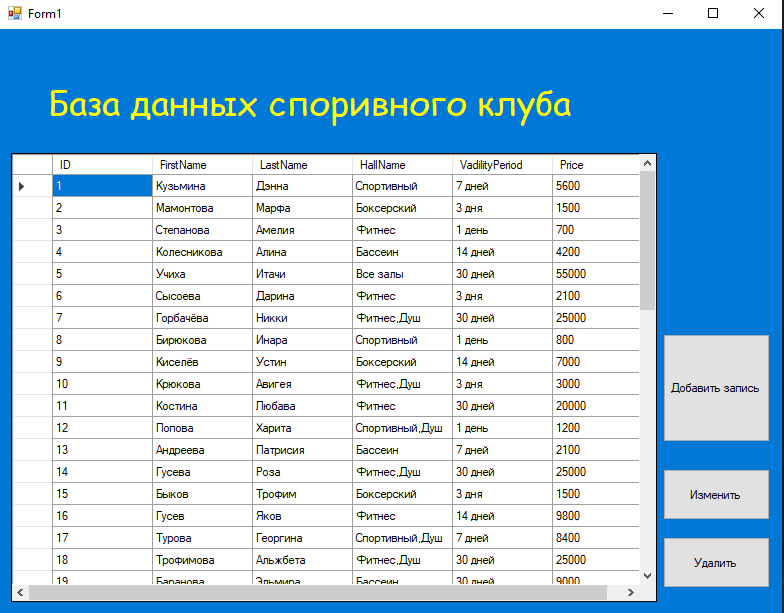 Form1
База данных споривного клуба
ID FirstName LastName HallName VadilityPeriod Price
1 Кузьмина Дэнна Спортивный 7 дней 5600
2 Мамонтова Марфа Боксерский 3 дня 1500
3 Степанова Амелия Фитнес 1 день 700
4 Колесникова Алина Бассеин 14 дней 4200
5 Учиха Итачи Все залы 30 дней 55000
6 Сысоева Дарина Фитнес 3 дня 2100
7 Горбачёва Никки Фитнес,Душ 30 дней 25000
8 Бирюкова Инара Спортивный 1 день 800
9 Киселёв Устин Боксерский 14 дней 7000
10 Крюкова Авигея Фитнес,Душ 3 дня 3000
11 Костина Любава Фитнес 30 дней 20000
12 Попова Харита Спортивный,Душ 1 день 1200
13 Андреева Патрисия Бассеин 7 дней 2100
14 Гусева Роза Фитнес,Душ 30 дней 25000
15 Быков Трофим Боксерский 3 дня 1500
16 Гусев Яков Фитнес 14 дней 9800
17 Турова Георгина Спортивный,Душ 7 дней 8400
18 Трофимова Альжбета Фитнес,Душ 30 дней 25000
19 Баранова Эльмира Бассеин 30 дней 9000
Добавить запись
Изменить
Удалить